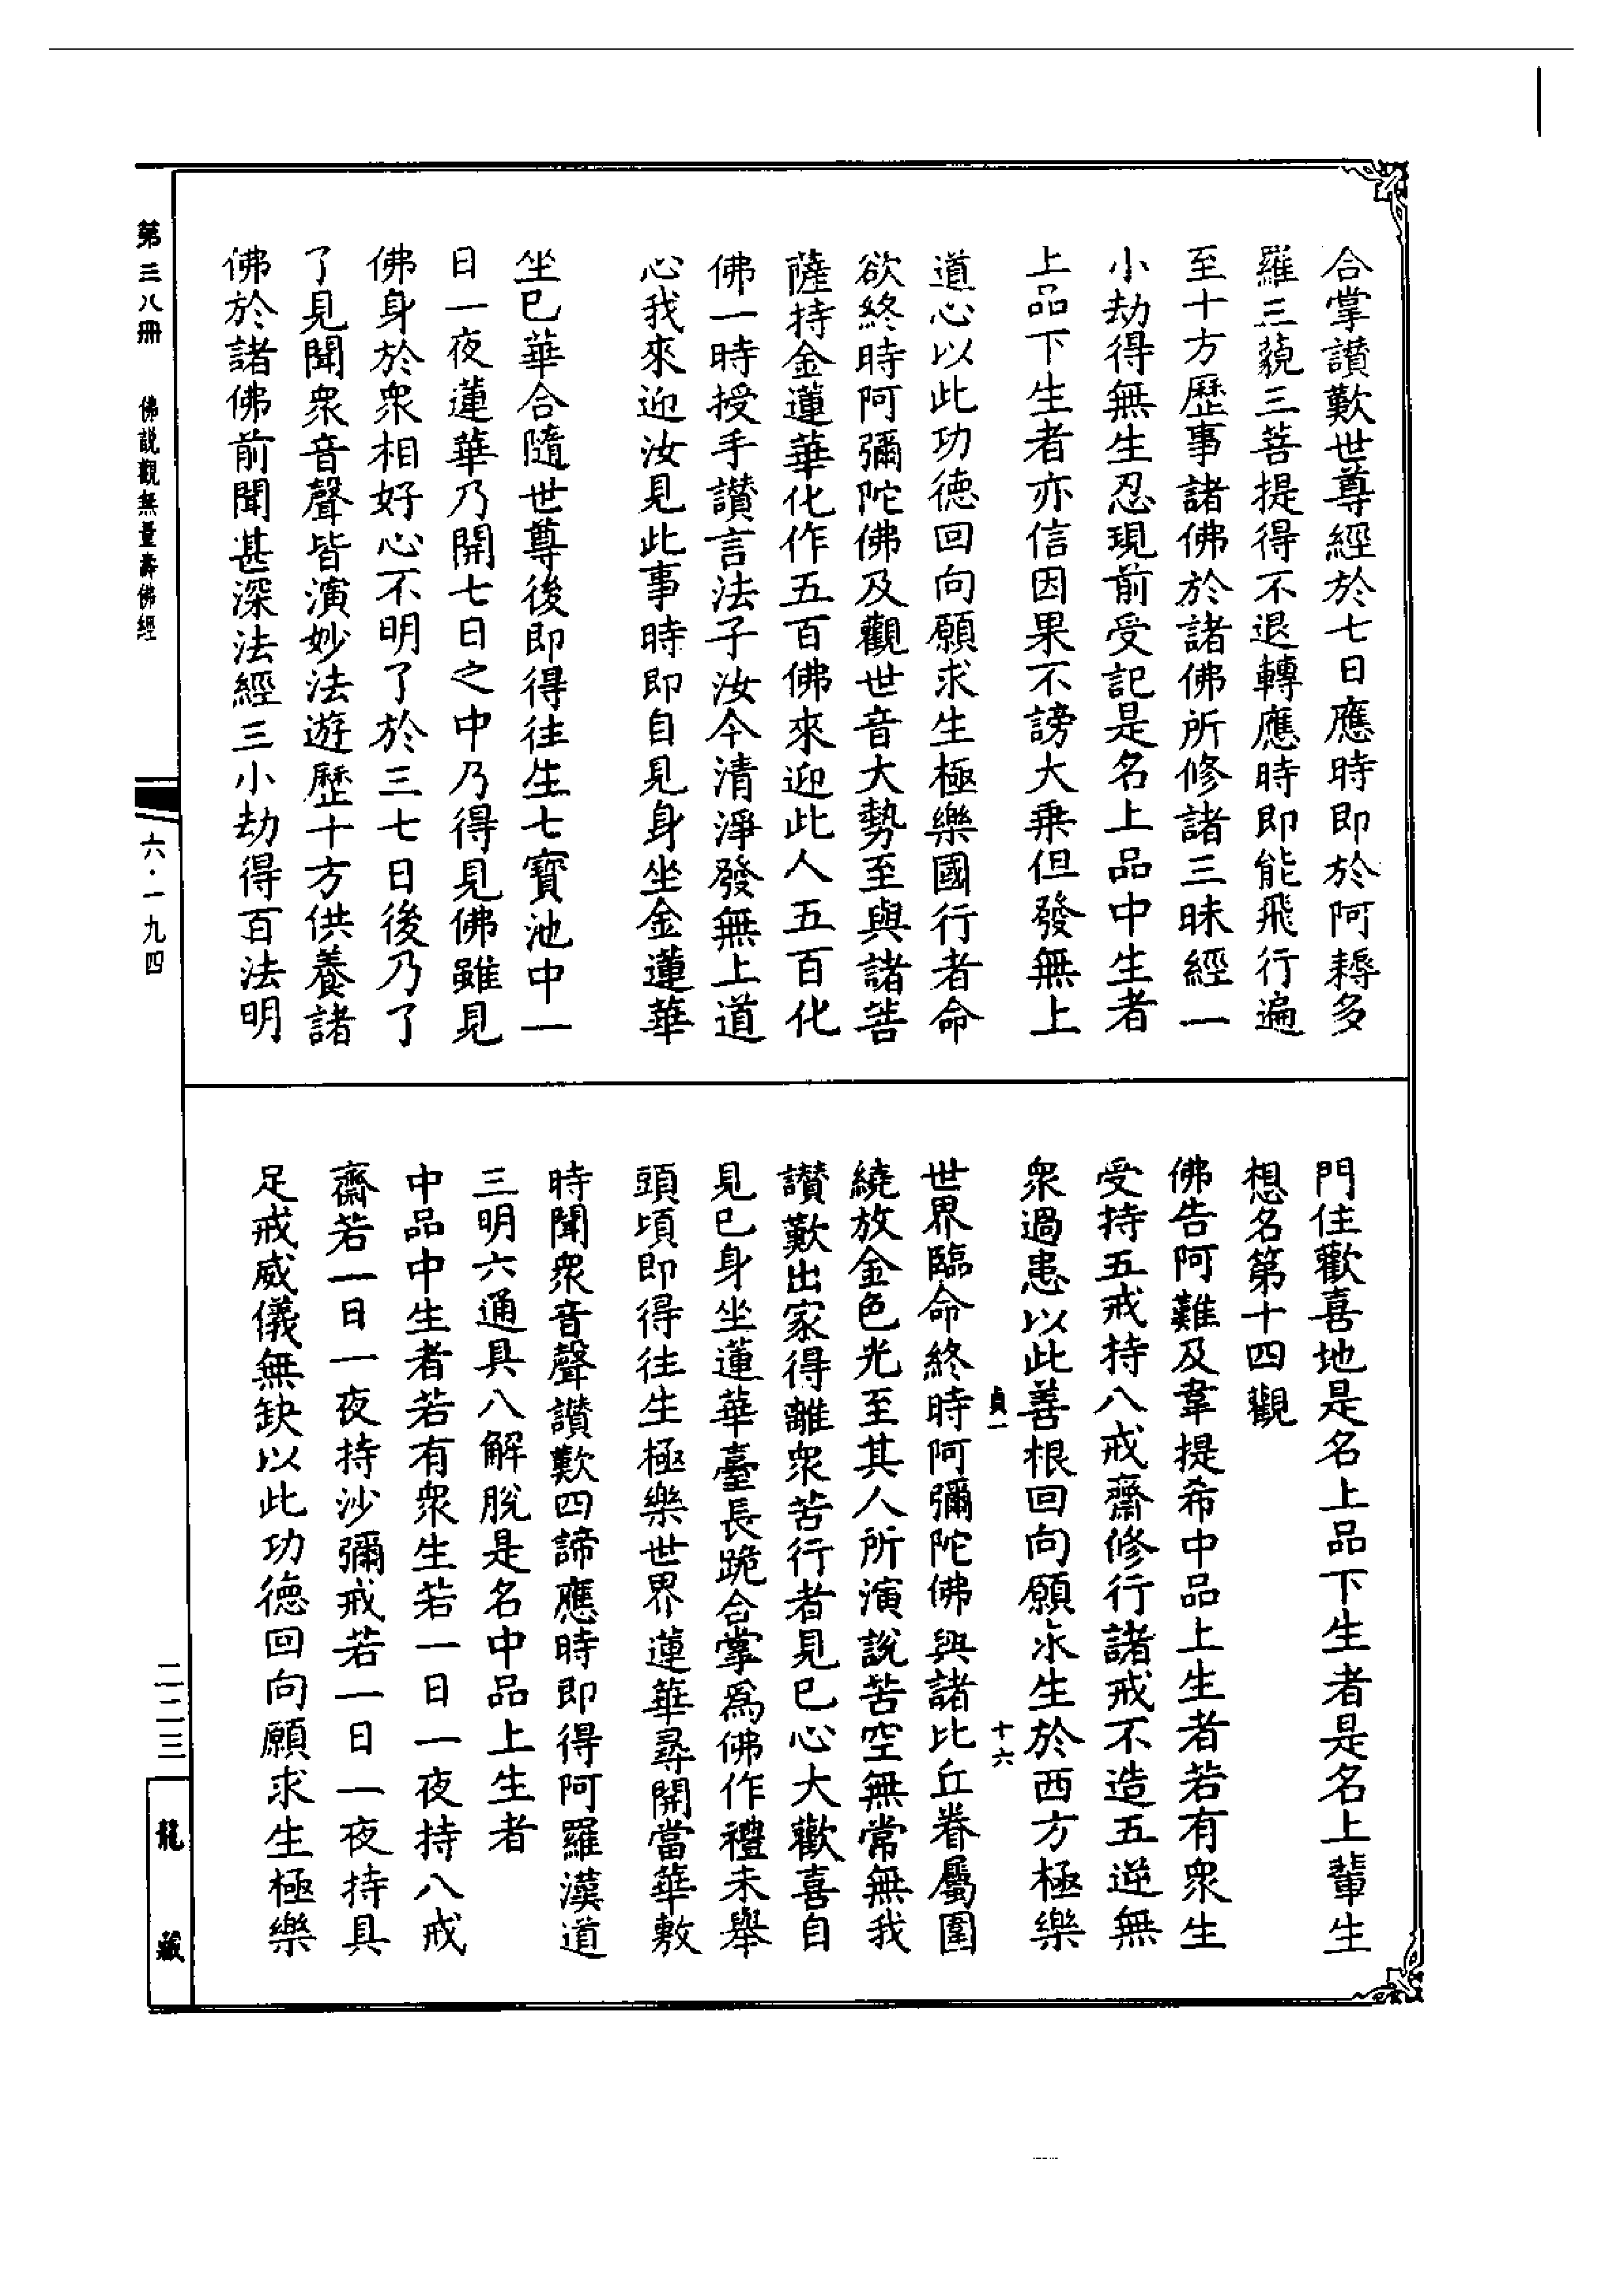 合掌讃歎世尊經於七日應時即於阿耨多
羅三藐三菩提得不退轉應時即能飛行遍
至十方歷事諸佛於諸佛所修諸三昧經一
小劫得無生忍現前受記是名上品中生者
上品下生者亦信因果不謗大乗但發無上
道心以此功德回向願求生極樂國行者命
欲終時阿彌陀佛及觀世音大勢至與諸菩
薩持金蓮華化作五百佛來迎此人五百化
佛一時授手讃言法子汝今清淨發無上道
心我來迎汝見此事時即自見身坐金蓮華
坐已華合隨世尊後即得往生七寶池中一
日一夜蓮華乃開七日之中乃得見佛雖見
佛身於衆相好心不明了於三七日後乃了
了見聞衆音聲皆演妙法遊歷十方供養諸
佛於諸佛前聞甚深法經三小劫得百法明
門住歡喜地是名上品下生者是名上輩生
想名第十四觀
佛告阿難及韋提希中品上生者若有衆生
受持五戒持八戒齋修行諸戒不造五逆無
衆過患以此善根回向願求生於西方極樂
貞一 十六
世界臨命終時阿彌陀佛與諸比丘眷屬圍
繞放金色光至其人所演說苦空無常無我
讃歎出家得離衆苦行者見已心大歡喜自
見已身坐蓮華臺長跪合掌爲佛作禮未舉
頭頃即得往生極樂世界蓮華尋開當華敷
時聞衆音聲讃歎四諦應時即得阿羅漢道
三明六通具八解脫是名中品上生者
中品中生者若有衆生若一日一夜持八戒
齋若一日一夜持沙彌戒若一日一夜持具
足戒威儀無缺以此功德回向願求生極樂
第三八冊 佛說觀無量壽佛經
六·一九四
二二三
龍藏